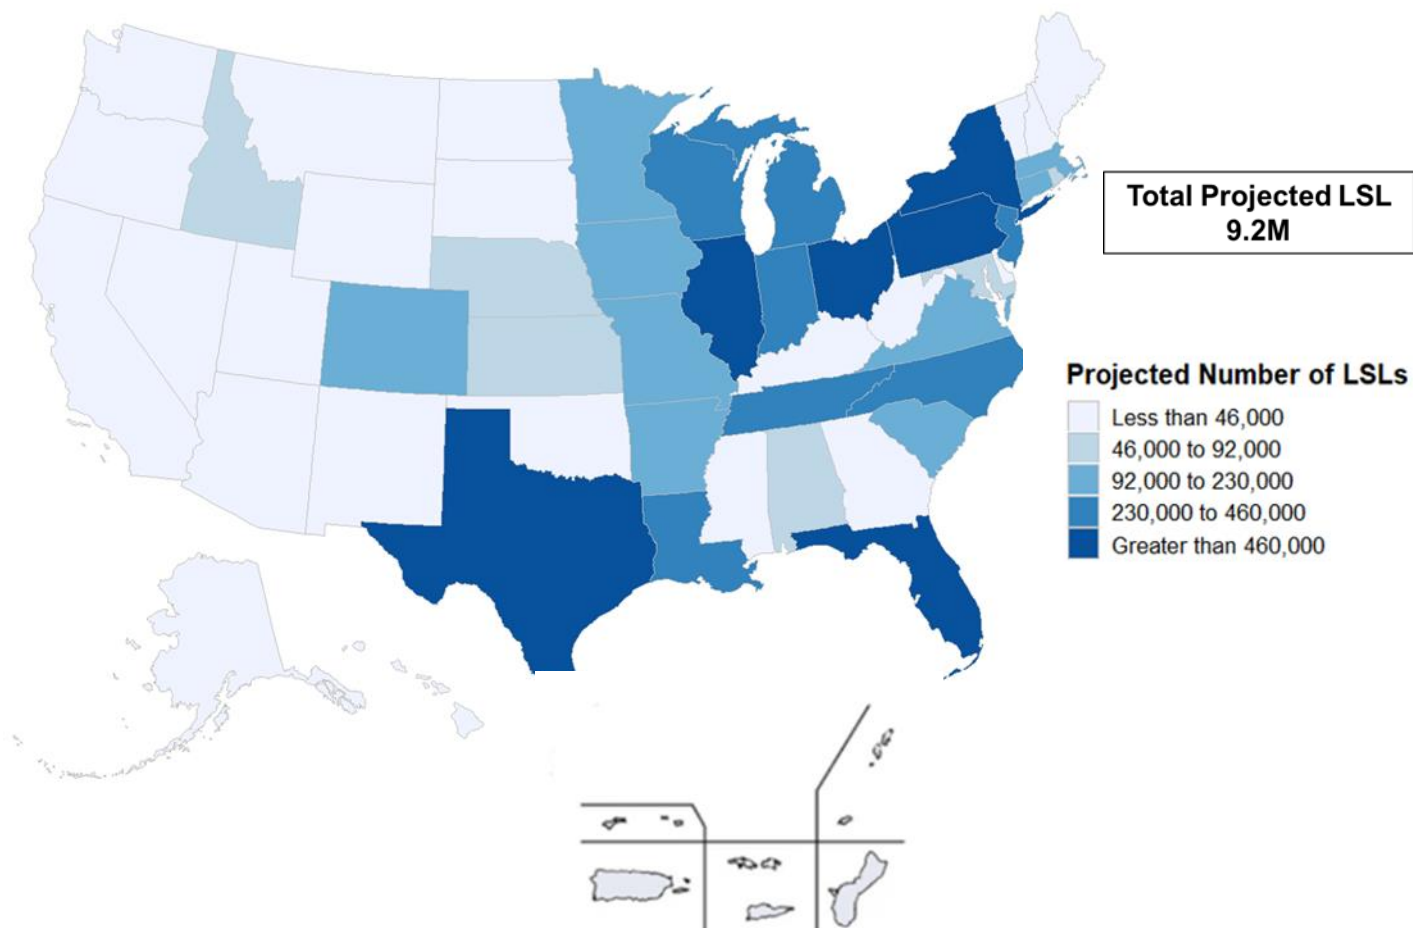 Total Projected LSL
9.2M
Projected Number of LSLs
Less than 46,000
46,000 to 92,000
92,000 to 230,000
230,000 to 460,000
Greater than 460,000